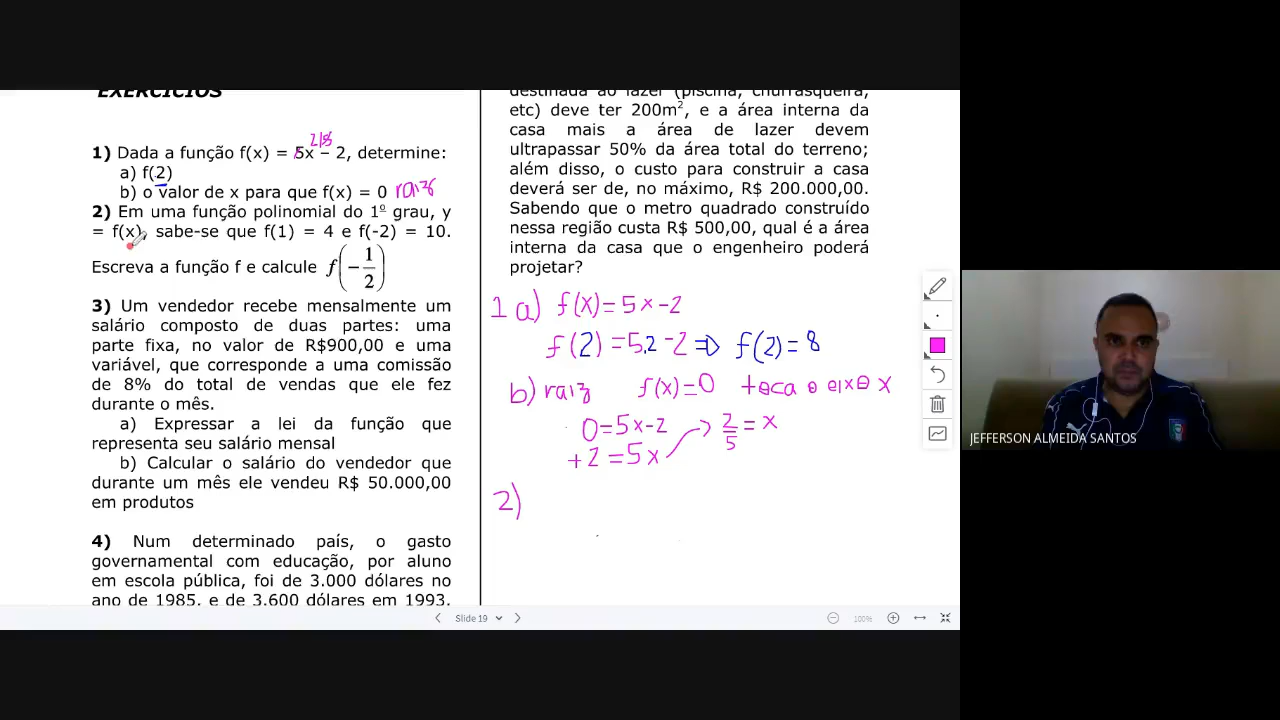 EXERCÍCIOS
1) Dada a função f(x) = 5x – 2, determine:
2/5
a) f(2)
b) o valor de x para que f(x) = 0 raiz
2) Em uma função polinomial do 1º grau, y
= f(x), sabe-se que f(1) = 4 e f(-2) = 10.
Escreva a função f e calcule f(-1/2)
3) Um vendedor recebe mensalmente um
salário composto de duas partes: uma
parte fixa, no valor de R$900,00 e uma
variável, que corresponde a uma comissão
de 8% do total de vendas que ele fez
durante o mês.
a) Expressar a lei da função que
representa seu salário mensal
b) Calcular o salário do vendedor que
durante um mês ele vendeu R$ 50.000,00
em produtos
4) Num determinado país, o gasto
governamental com educação, por aluno
em escola pública, foi de 3.000 dólares no
ano de 1985, e de 3.600 dólares em 1993.
destinada ao lazer (piscina, churrasqueira,
etc) deve ter 200m², e a área interna da
casa mais a área de lazer devem
ultrapassar 50% da área total do terreno;
além disso, o custo para construir a casa
deverá ser de, no máximo, R$ 200.000,00.
Sabendo que o metro quadrado construído
nessa região custa R$ 500,00, qual é a área
interna da casa que o engenheiro poderá
projetar?
1 a) f(x) = 5x - 2
f(2) = 5.2 - 2 ⇒ f(2) = 8
b) raiz f(x) = 0 toca o eixo x
0 = 5x - 2 → 2/5 = x
+2 = 5x
2)
Slide 19
100%
JEFFERSON ALMEIDA SANTOS